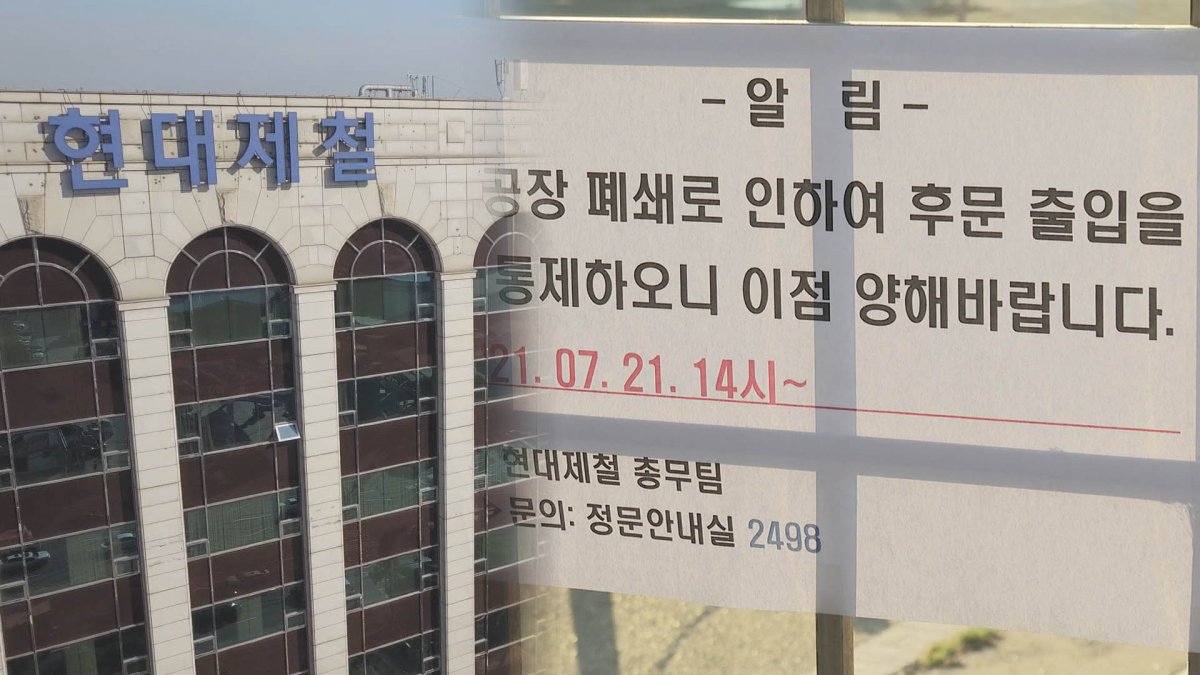 현대제철
- 알 림 -
공장 폐쇄로 인하여 후문 출입을
통제하오니 이점 양해바랍니다.
21. 07. 21. 14시~
현대제철 총무팀
문의: 정문안내실 2498